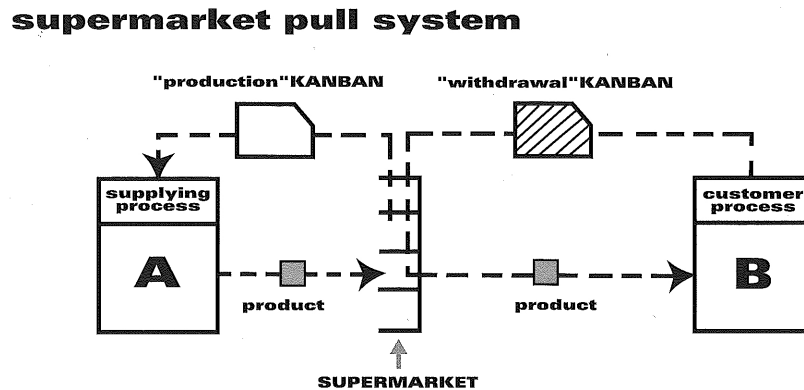 supermarket pull system
"production"KANBAN
"withdrawal"KANBAN
supplying
process
customer
process
A
B
product
product
SUPERMARKET